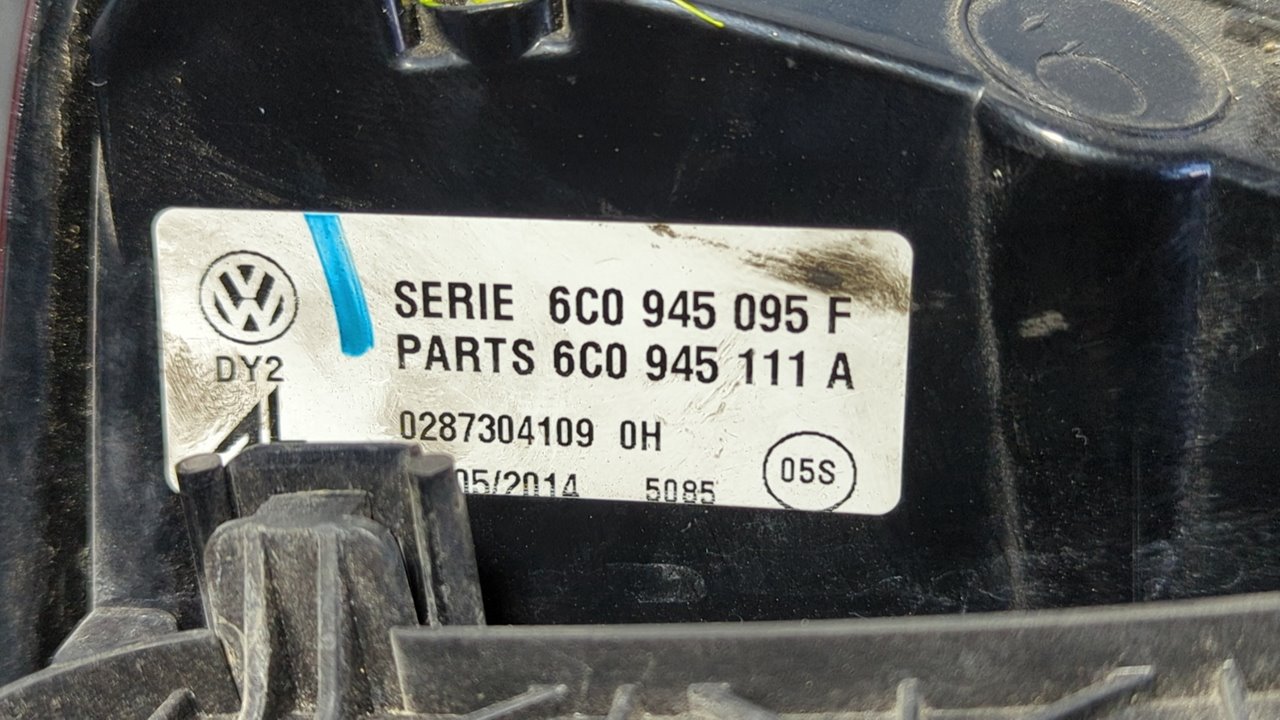 SERIE 6C0 945 095 F
PARTS 6C0 945 111 A
DY2
0287304109 0H
05/2014 5085
05S